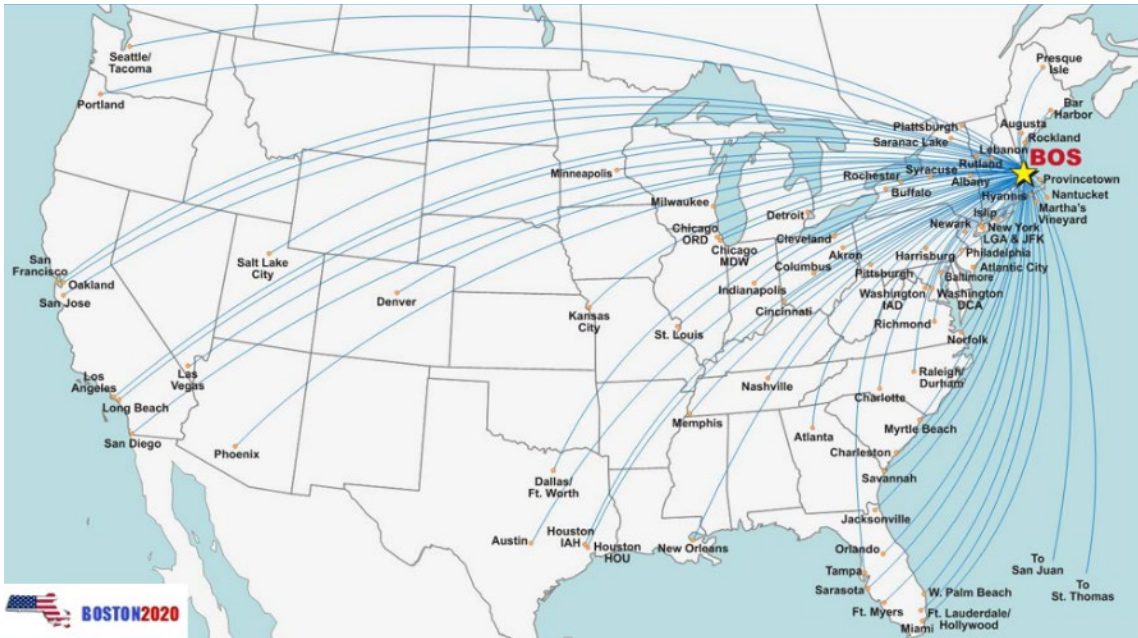 Seattle/
Tacoma
Portland
Presque
Isle
Bar
Harbor
Augusta
Rockland
Plattsburgh
Saranac Lake
Lebanon
Rutland
BOS
Minneapolis
Rochester
Syracuse
Albany
Provincetown
Buffalo
Hyannis
Nantucket
Martha's
Vineyard
Milwaukee
Detroit
Islip
Newark
New York
LGA & JFK
Chicago
ORD
Chicago
MDW
Cleveland
Akron
Harrisburg
Philadelphia
San
Francisco
Oakland
San Jose
Salt Lake
City
Denver
Columbus
Pittsburgh
Baltimore
Atlantic City
Indianapolis
Washington
IAD
Washington
DCA
Kansas
City
Cincinnati
St. Louis
Richmond
Norfolk
Los
Angeles
Long Beach
Las
Vegas
San Diego
Phoenix
Nashville
Raleigh/
Durham
Charlotte
Memphis
Atlanta
Myrtle Beach
Charleston
Savannah
Dallas/
Ft. Worth
Jacksonville
Austin
Houston
IAH
Houston
HOU
New Orleans
Orlando
Tampa
Sarasota
Ft. Myers
W. Palm Beach
Ft. Lauderdale/
Hollywood
Miami
To
San Juan
To
St. Thomas
BOSTON2020